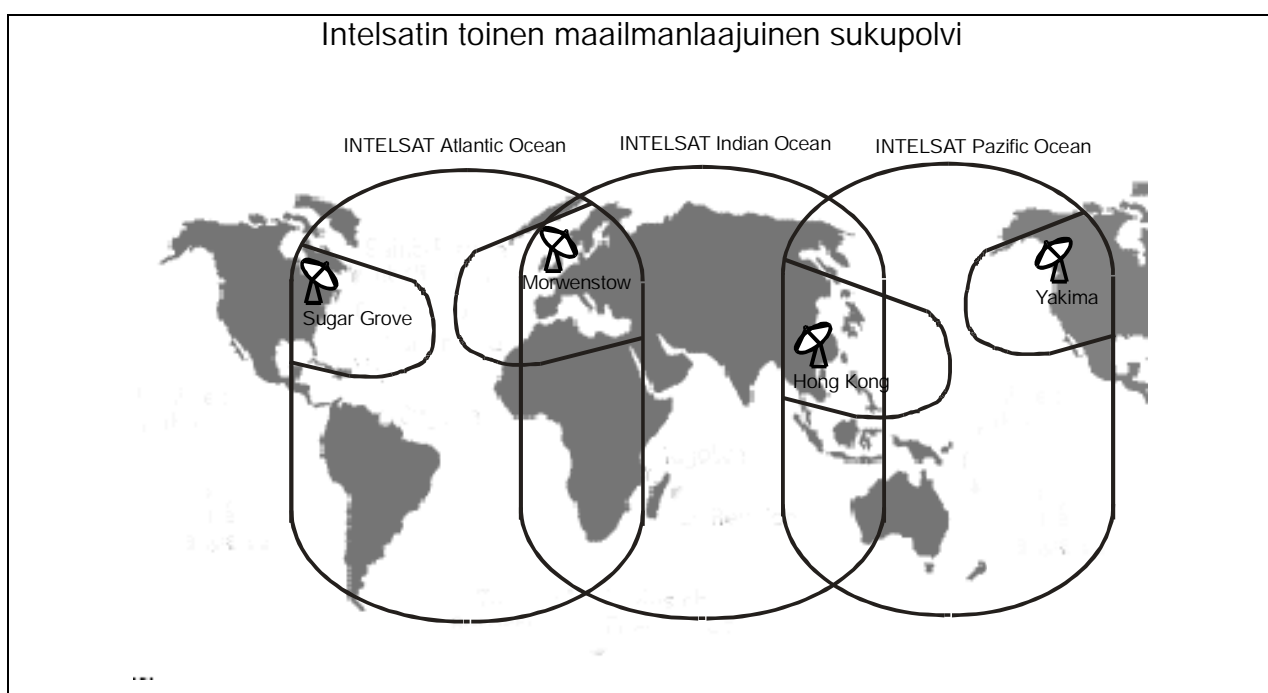 Intelsatin toinen maailmanlaajuinen sukupolvi
INTELSAT Atlantic Ocean
INTELSAT Indian Ocean
INTELSAT Pazific Ocean
Morwenstow
Yakima
Sugar Grove
Hong Kong